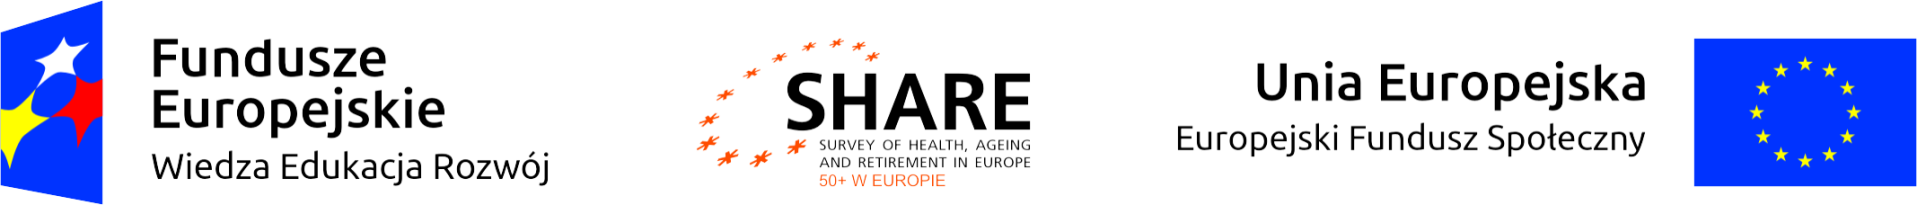 Fundusze
Europejskie
Wiedza Edukacja Rozwój
SHARE
SURVEY OF HEALTH, AGEING
AND RETIREMENT IN EUROPE
50+ W EUROPIE
Unia Europejska
Europejski Fundusz Społeczny